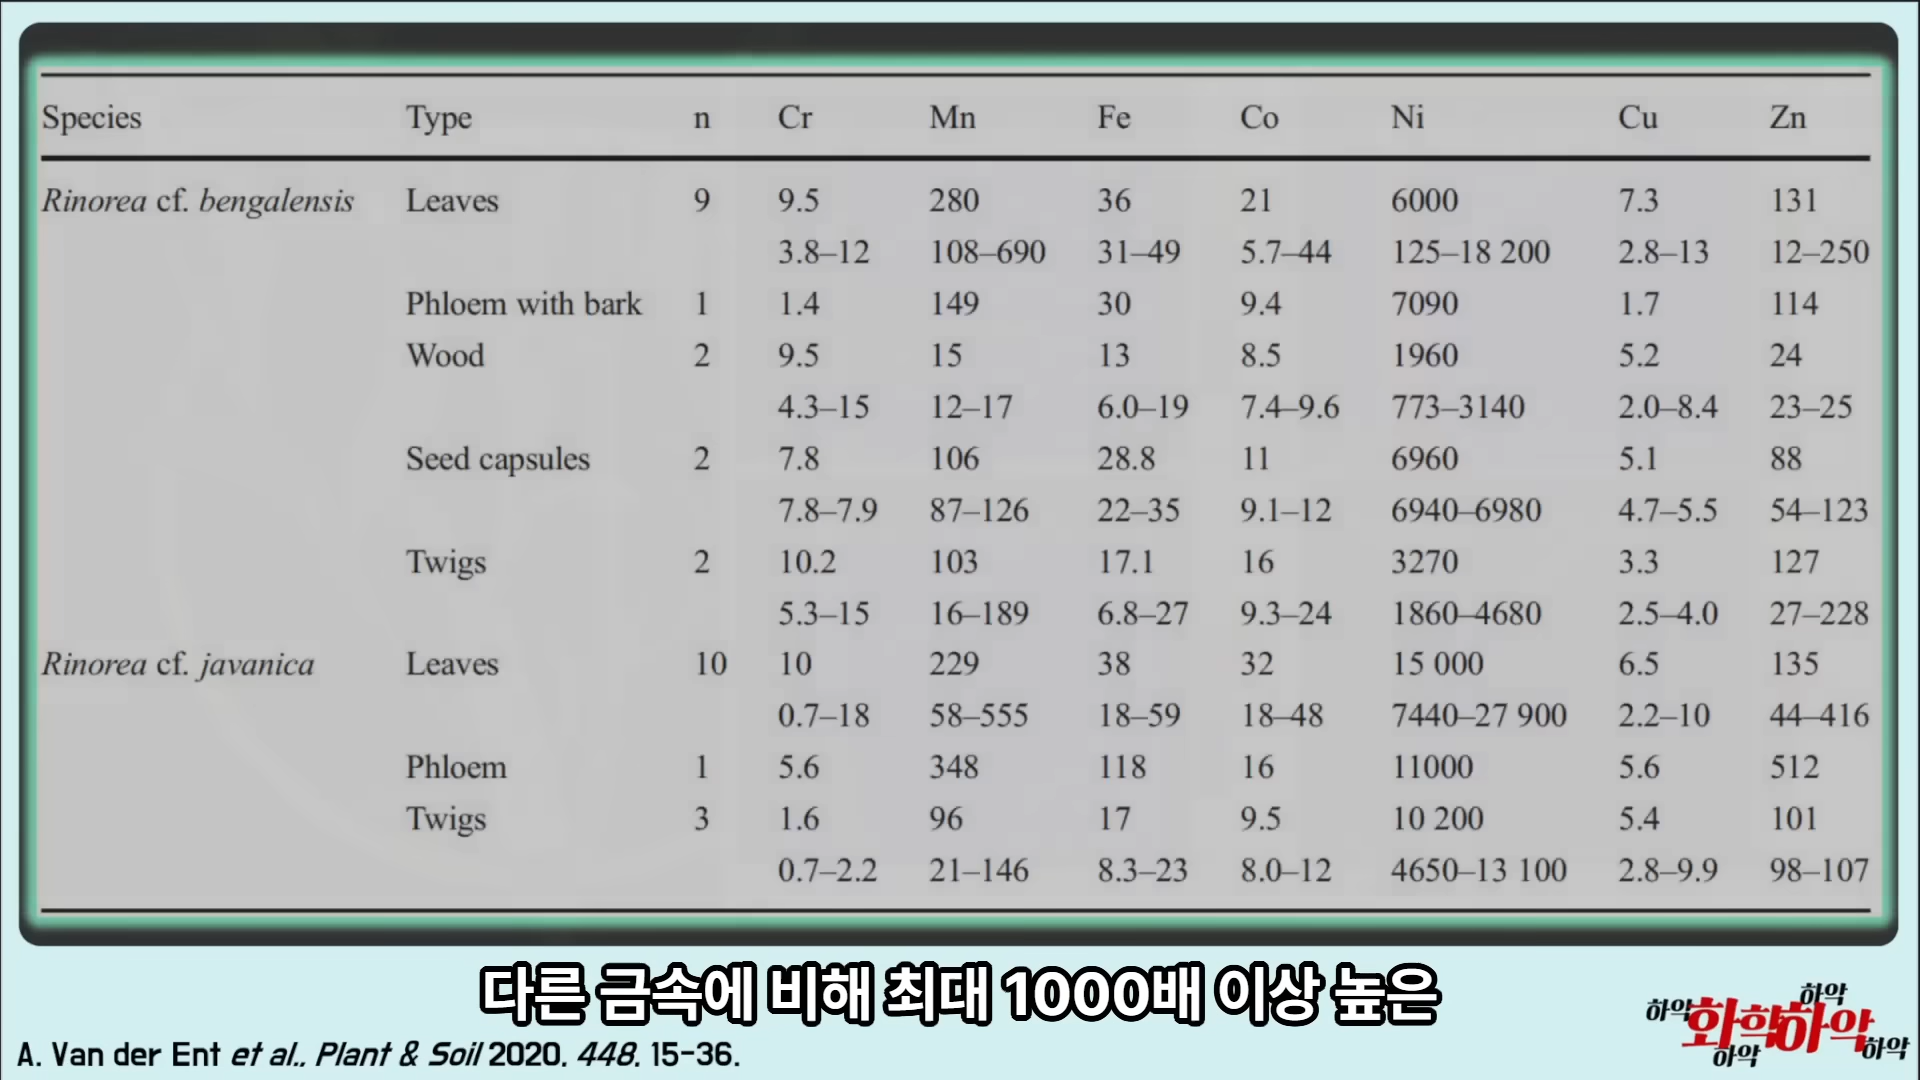 Species Type n Cr Mn Fe Co Ni Cu Zn
Rinorea cf. bengalensis Leaves 9 9.5 280 36 21 6000 7.3 131
3.8–12 108–690 31–49 5.7–44 125–18 200 2.8–13 12–250
Phloem with bark 1 1.4 149 30 9.4 7090 1.7 114
Wood 2 9.5 15 13 8.5 1960 5.2 24
4.3–15 12–17 6.0–19 7.4–9.6 773–3140 2.0–8.4 23–25
Seed capsules 2 7.8 106 28.8 11 6960 5.1 88
7.8–7.9 87–126 22–35 9.1–12 6940–6980 4.7–5.5 54–123
Twigs 2 10.2 103 17.1 16 3270 3.3 127
5.3–15 16–189 6.8–27 9.3–24 1860–4680 2.5–4.0 27–228
Rinorea cf. javanica Leaves 10 10 229 38 32 15 000 6.5 135
0.7–18 58–555 18–59 18–48 7440–27 900 2.2–10 44–416
Phloem 1 5.6 348 118 16 11000 5.6 512
Twigs 3 1.6 96 17 9.5 10 200 5.4 101
0.7–2.2 21–146 8.3–23 8.0–12 4650–13 100 2.8–9.9 98–107
다른 금속에 비해 최대 1000배 이상 높은
하악
하악 화학하악
하악 하악
A. Van der Ent et al., Plant & Soil 2020, 448, 15-36.